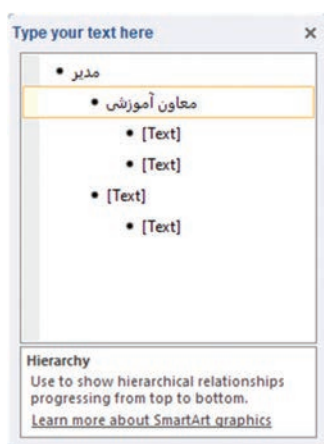 Type your text here
مدیر
معاون آموزشی
[Text]
[Text]
[Text]
[Text]
Hierarchy
Use to show hierarchical relationships
progressing from top to bottom.
Learn more about SmartArt graphics